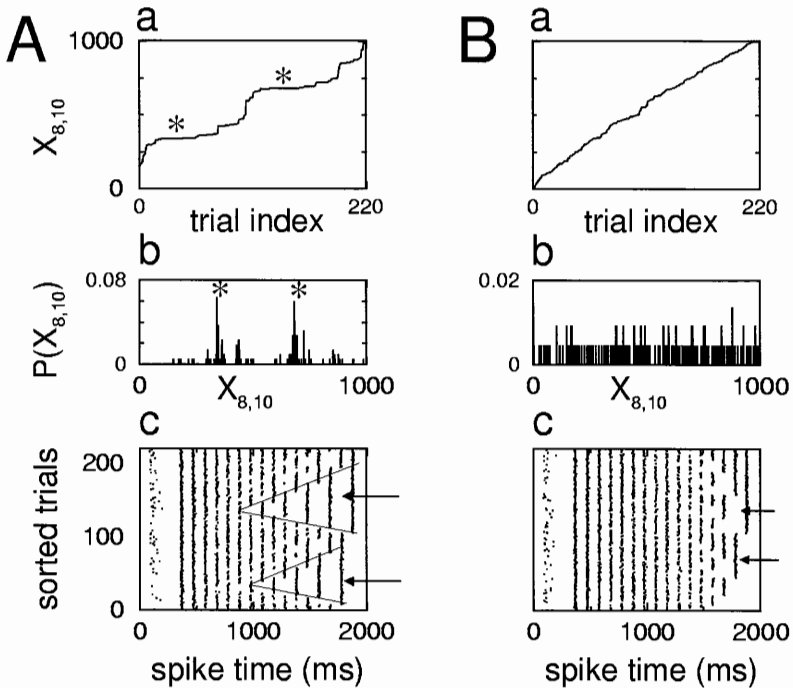 A
a
1000
X8,10
0
* *
0 trial index 220
b
0.08
P(X8,10)
0
* *
0 X8,10 1000
c
200
sorted trials
100
0
0 1000 2000
spike time (ms)
B
a
0 trial index 220
b
0.02
0
0 X8,10 1000
c
0 1000 2000
spike time (ms)